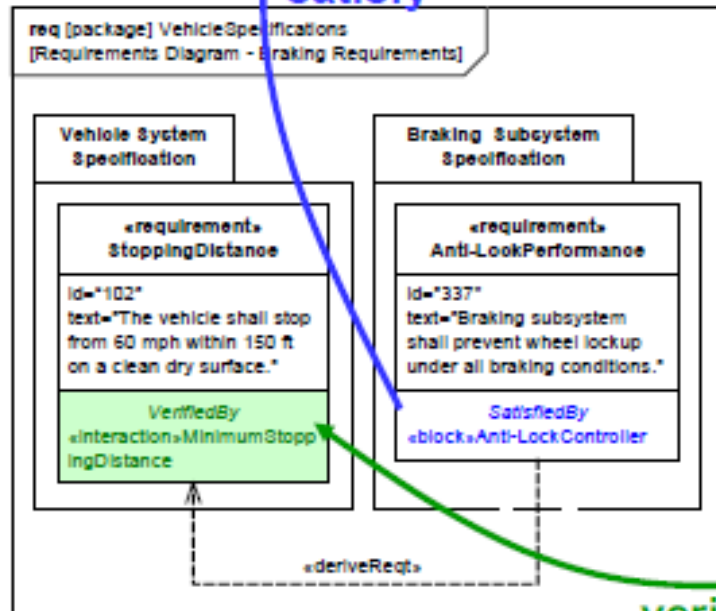 satisfy
req [package] VehicleSpecifications
[Requirements Diagram - Braking Requirements]
Vehicle System
Specification
Braking Subsystem
Specification
«requirement»
StoppingDistance
id="102"
text="The vehicle shall stop
from 60 mph within 150 ft
on a clean dry surface."
VerifiedBy
«interaction»MinimumStopp
ingDistance
«requirement»
Anti-LockPerformance
id="337"
text="Braking subsystem
shall prevent wheel lockup
under all braking conditions."
SatisfiedBy
«block»Anti-LockController
«deriveReqt»